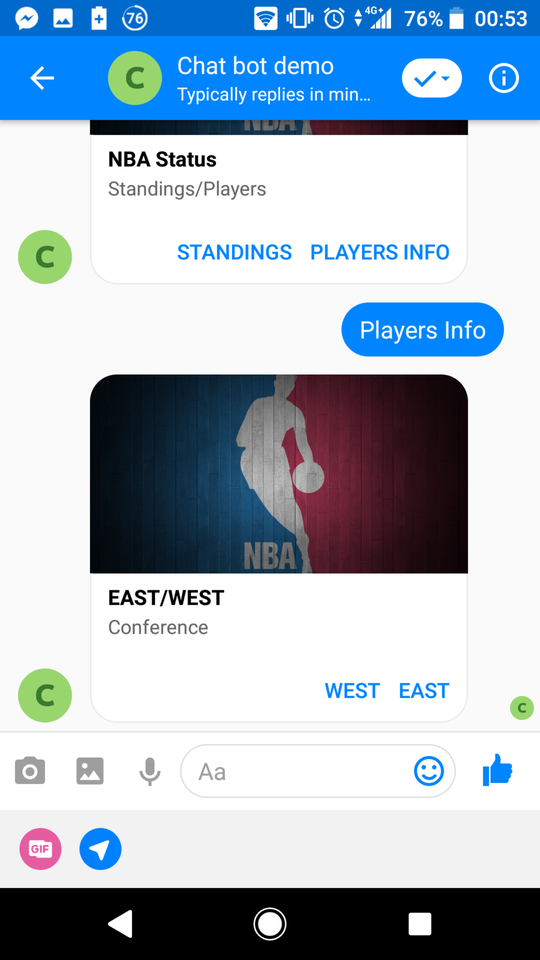 76
4G+
76%
00:53
C
Chat bot demo
Typically replies in min...
NBA
NBA Status
Standings/Players
C
STANDINGS
PLAYERS INFO
Players Info
NBA
EAST/WEST
Conference
C
WEST
EAST
C
Aa
GIF